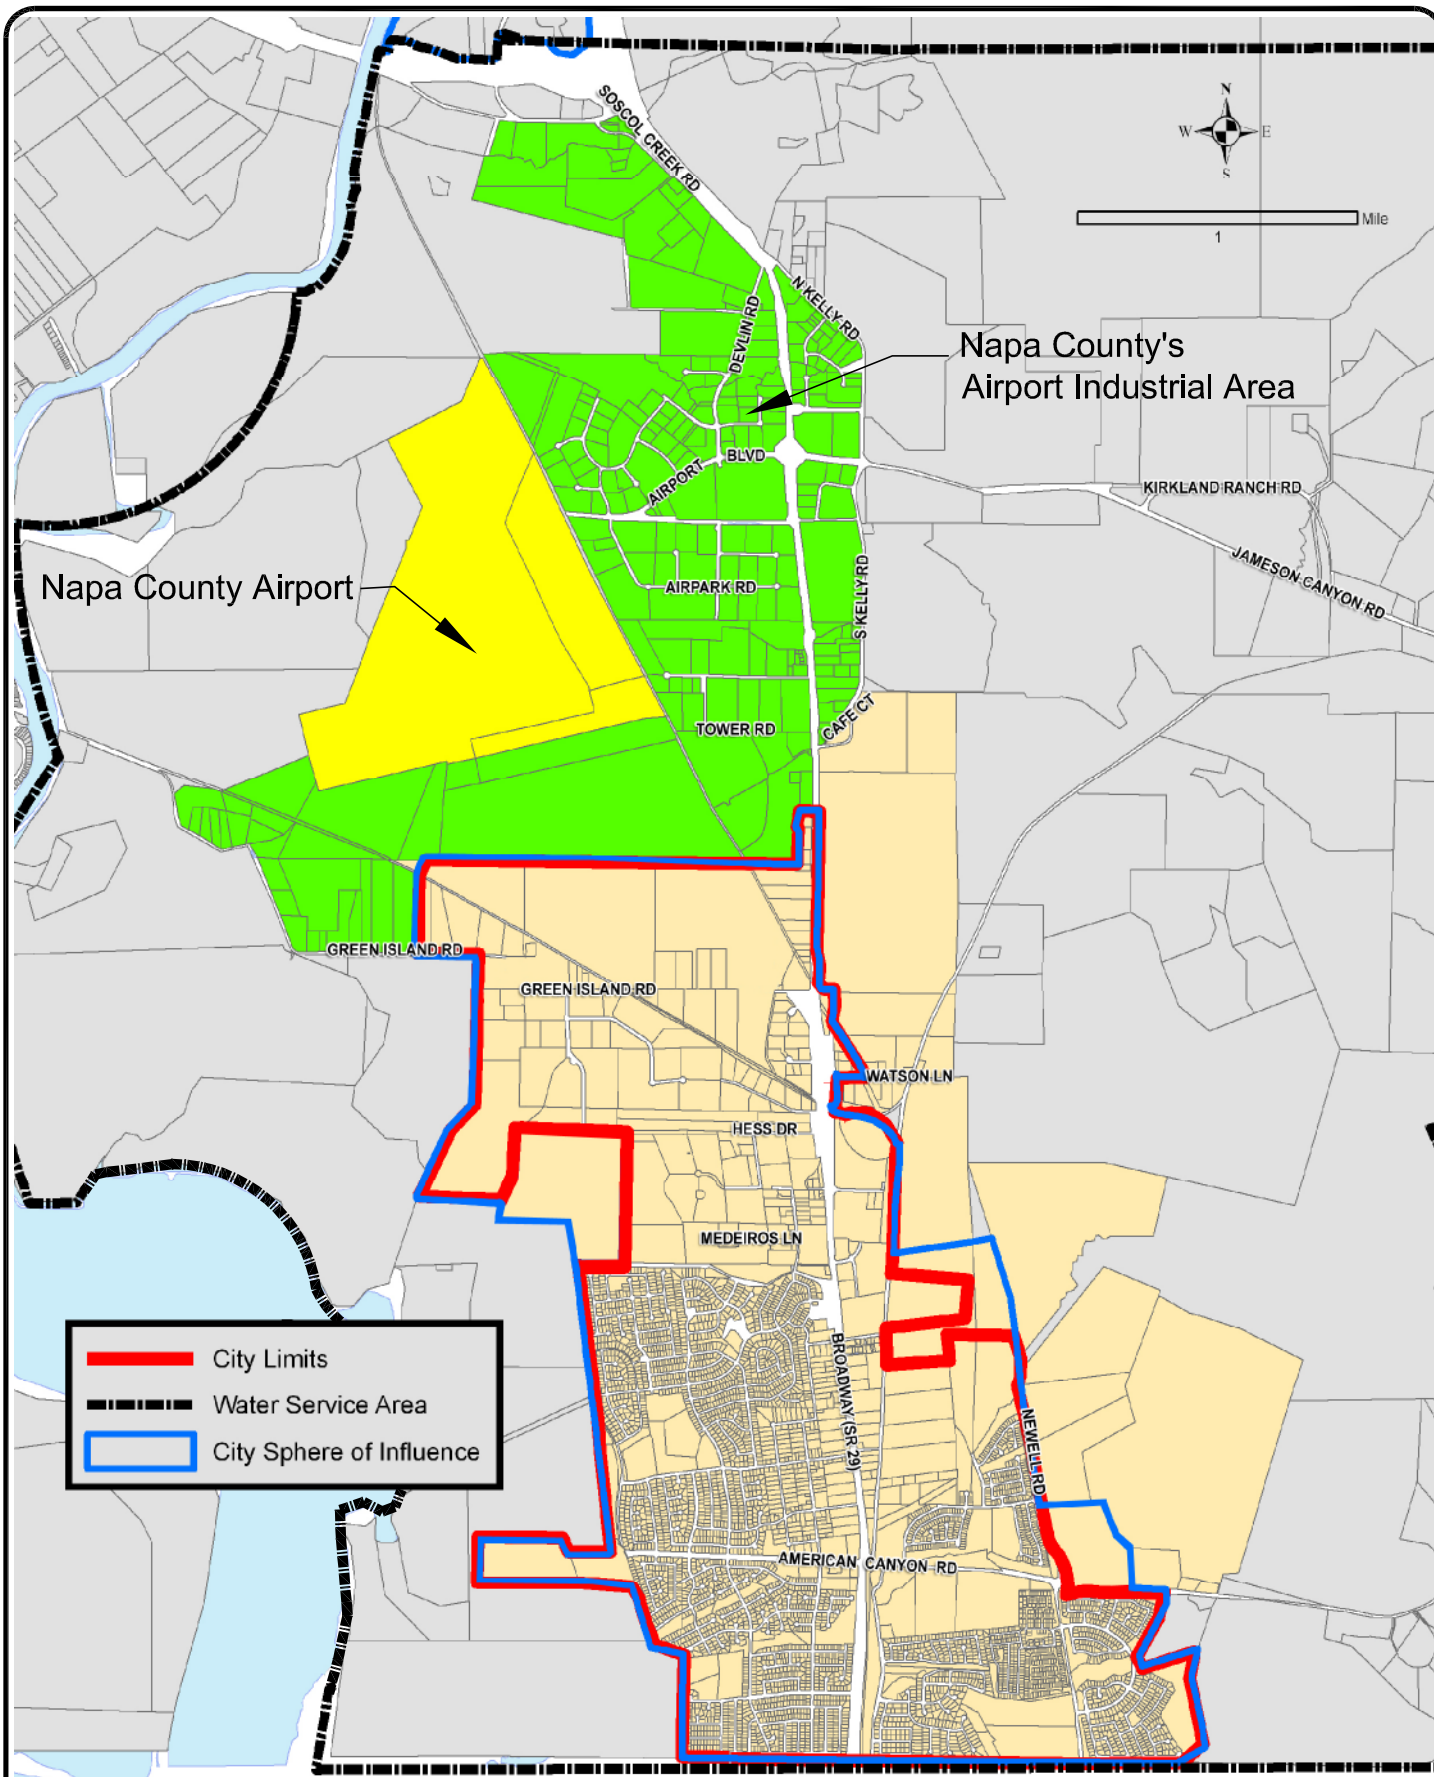 N
W E
S
SOSCOL CREEK RD
Mile
1
N KELLY RD
DEVLIN RD
Napa County's
Airport Industrial Area
BLVD
AIRPORT
KIRKLAND RANCH RD
JAMESON CANYON RD
Napa County Airport
AIRPARK RD
S KELLY RD
TOWER RD
CAFE CT
GREEN ISLAND RD
GREEN ISLAND RD
WATSON LN
HESS DR
MEDEIROS LN
BROADWAY (SR 29)
NEWELL RD
AMERICAN CANYON RD
City Limits
Water Service Area
City Sphere of Influence